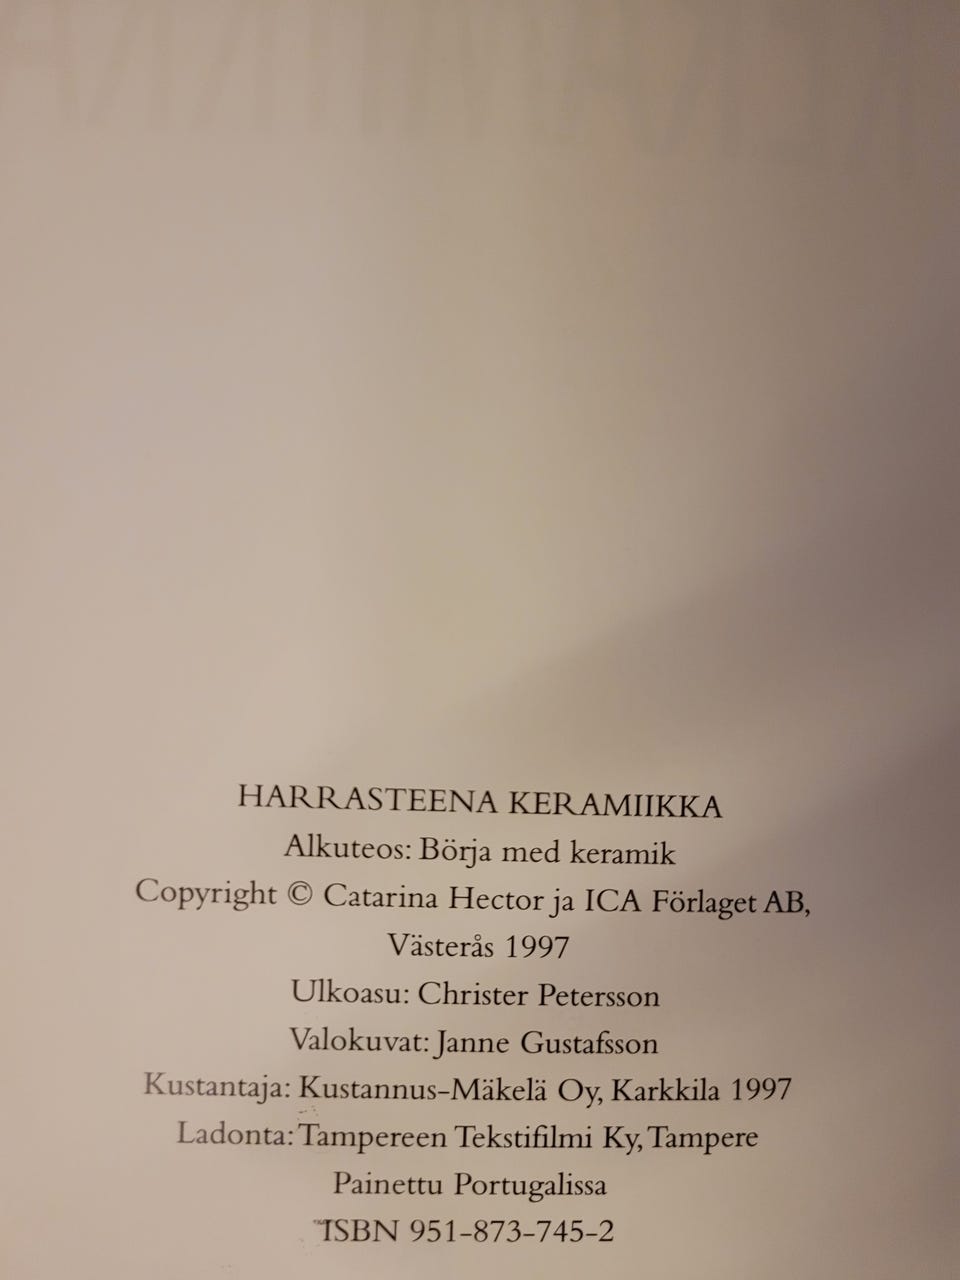 HARRASTEENA KERAMIIKKA
Alkuteos: Börja med keramik
Copyright © Catarina Hector ja ICA Förlaget AB,
Västerås 1997
Ulkoasu: Christer Petersson
Valokuvat: Janne Gustafsson
Kustantaja: Kustannus-Mäkelä Oy, Karkkila 1997
Ladonta: Tampereen Tekstifilmi Ky, Tampere
Painettu Portugalissa
ISBN 951-873-745-2